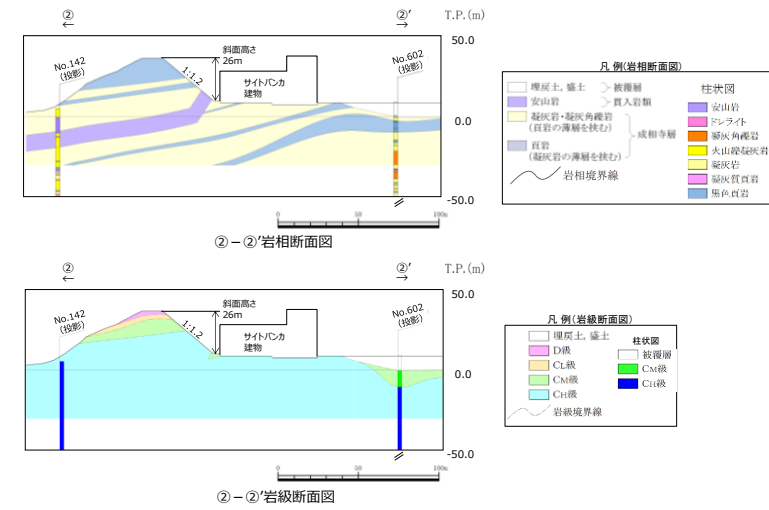 ② ②’ T.P.(m)
50.0
No.142
(投影)
斜面高さ
26m
1:1.2
サイトバンカ
建物
No.602
(投影)
0.0
-50.0
0 50 100m
②－②’岩相断面図
凡 例(岩相断面図)
埋戻土, 盛土 被覆層
安山岩 貫入岩類
凝灰岩・凝灰角礫岩
(頁岩の薄層を挟む)
成相寺層
頁岩
(凝灰岩の薄層を挟む)
岩相境界線
柱状図
安山岩
ドレライト
凝灰角礫岩
火山礫凝灰岩
凝灰岩
凝灰質頁岩
黒色頁岩
② ②’ T.P.(m)
50.0
No.142
(投影)
斜面高さ
26m
1:1.2
サイトバンカ
建物
No.602
(投影)
0.0
-50.0
0 50 100m
②－②’岩級断面図
凡 例(岩級断面図)
埋戻土, 盛土
D級
CL級
CM級
CH級
岩級境界線
柱状図
被覆層
CM級
CH級